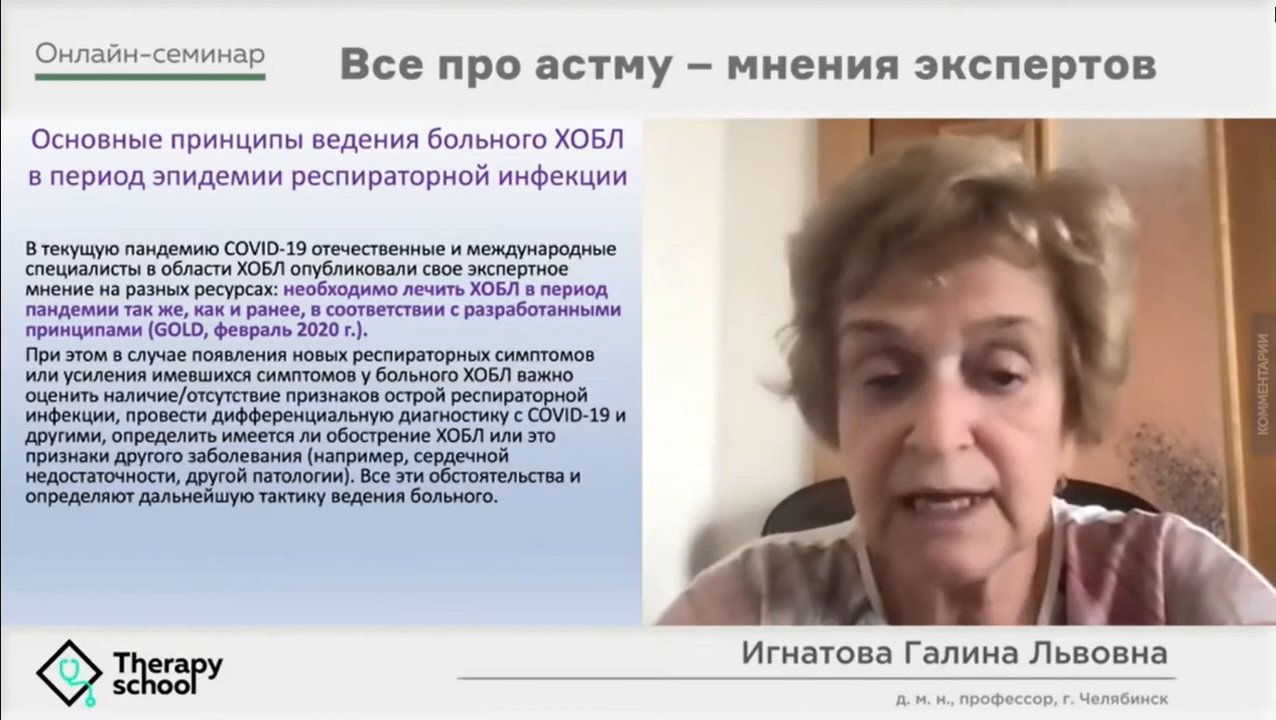 Онлайн-семинар
Все про астму – мнения экспертов
Основные принципы ведения больного ХОБЛ
в период эпидемии респираторной инфекции
В текущую пандемию COVID-19 отечественные и международные
специалисты в области ХОБЛ опубликовали свое экспертное
мнение на разных ресурсах: необходимо лечить ХОБЛ в период
пандемии так же, как и ранее, в соответствии с разработанными
принципами (GOLD, февраль 2020 г.).
При этом в случае появления новых респираторных симптомов
или усиления имевшихся симптомов у больного ХОБЛ важно
оценить наличие/отсутствие признаков острой респираторной
инфекции, провести дифференциальную диагностику с COVID-19 и
другими, определить имеется ли обострение ХОБЛ или это
признаки другого заболевания (например, сердечной
недостаточности, другой патологии). Все эти обстоятельства и
определяют дальнейшую тактику ведения больного.
КОММЕНТАРИИ
Therapy
school
Игнатова Галина Львовна
д. м. н., профессор, г. Челябинск